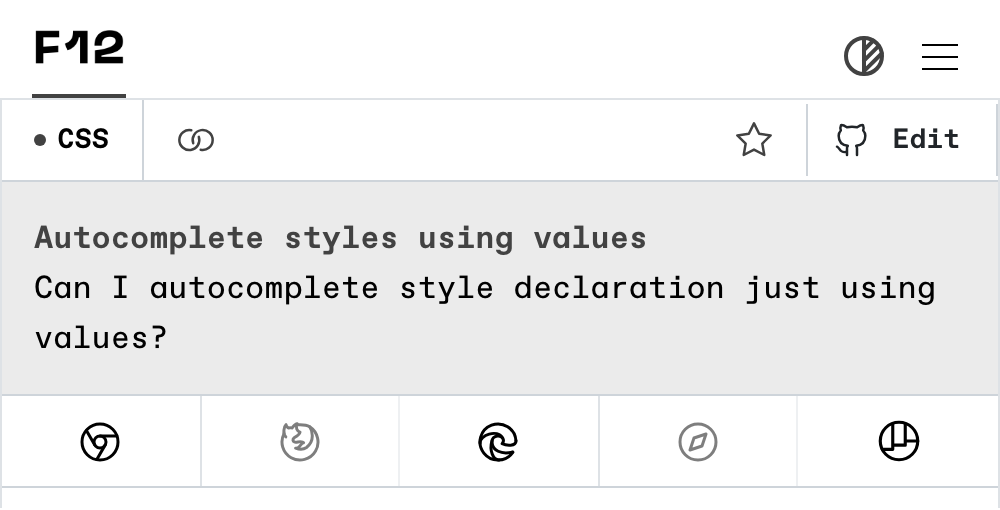 F12
CSS
Edit
Autocomplete styles using values
Can I autocomplete style declaration just using
values?